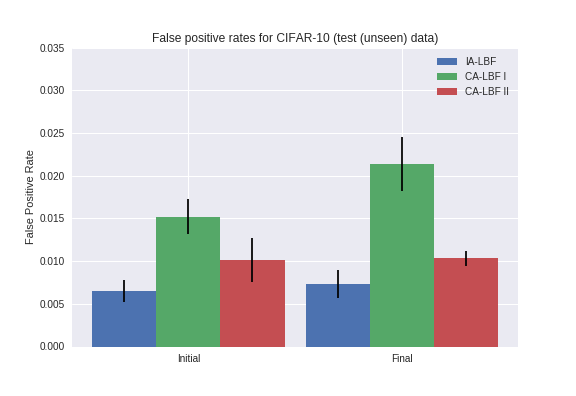 False positive rates for CIFAR-10 (test (unseen) data)
0.035
0.030
0.025
0.020
0.015
0.010
0.005
0.000
False Positive Rate
IA-LBF
CA-LBF I
CA-LBF II
Initial
Final